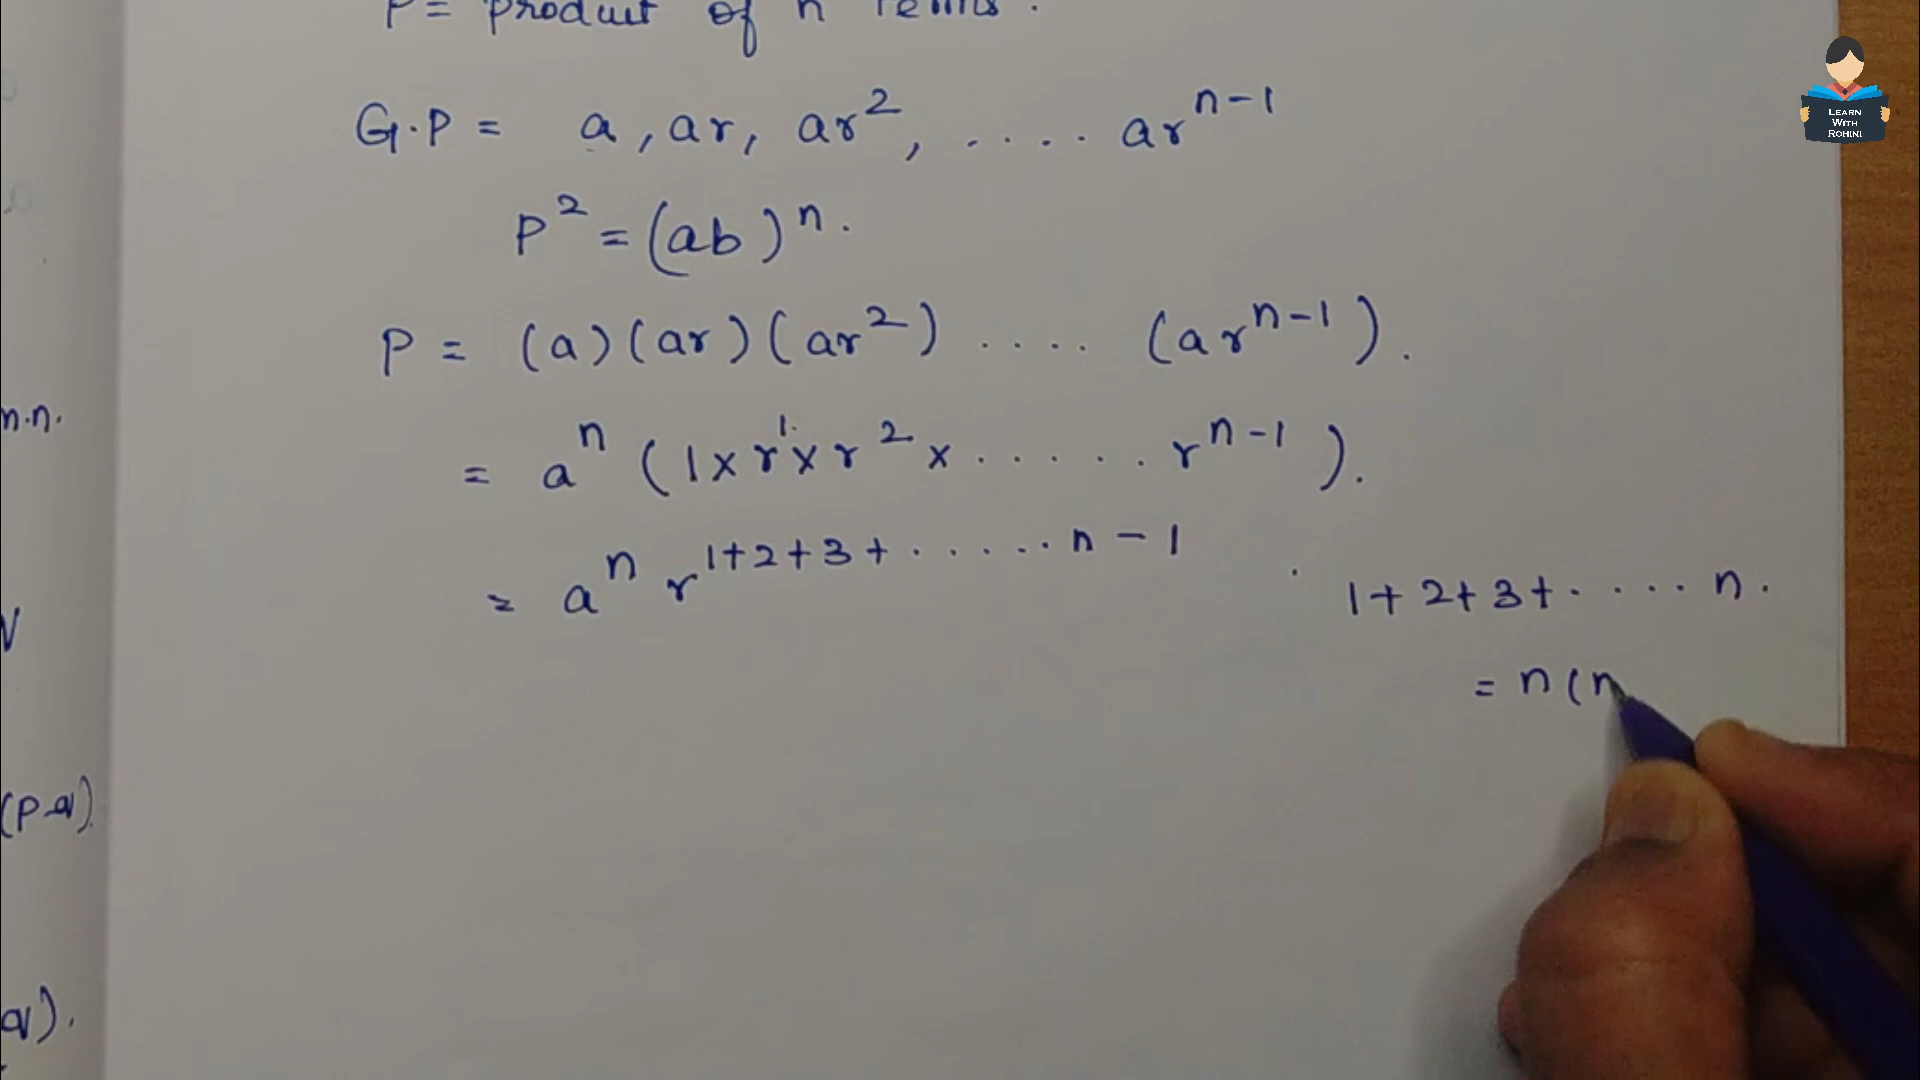 P = product of n terms.
G.P = a, ar, ar², .... arⁿ⁻¹
P² = (ab)ⁿ.
P = (a)(ar)(ar²) .... (arⁿ⁻¹).
= aⁿ (1×r¹×r²×..... rⁿ⁻¹).
= aⁿ r^1+2+3+.....n-1
1+2+3+.... n.
= n(n
n.n.
(p-q).
q).
LEARN
WITH
ROHINI